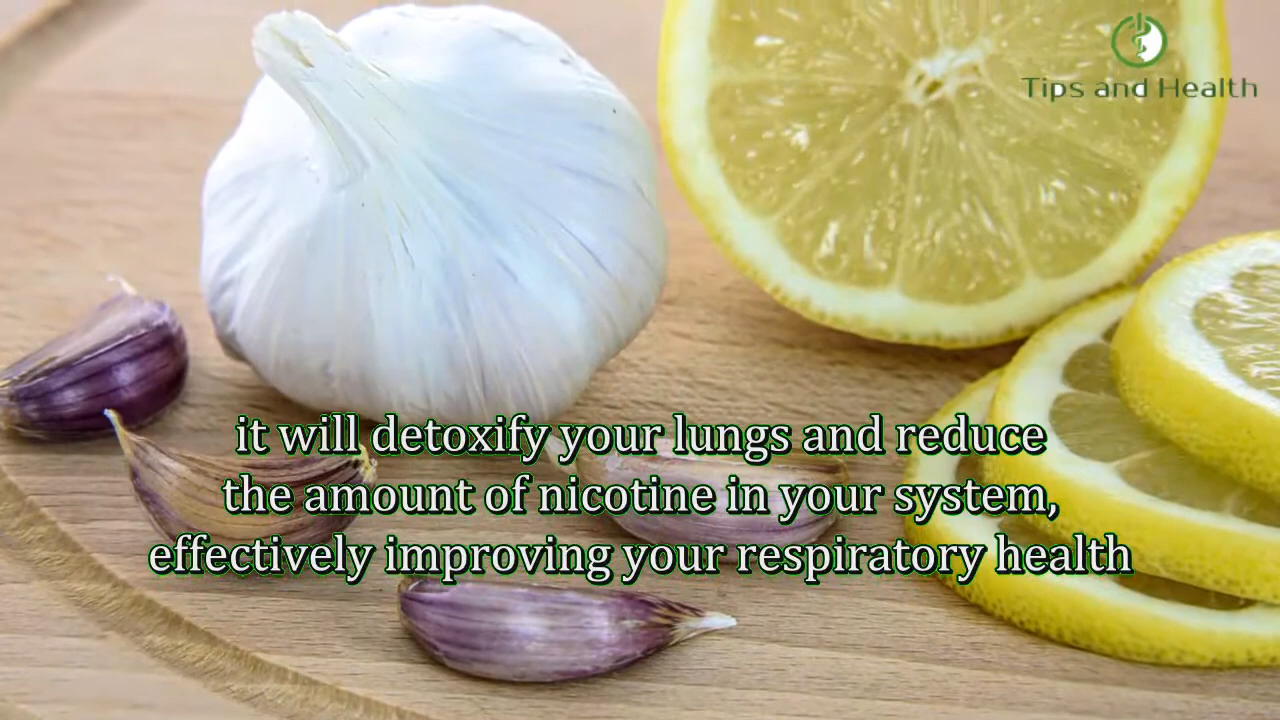 Tips and Health
it will detoxify your lungs and reduce
the amount of nicotine in your system,
effectively improving your respiratory health